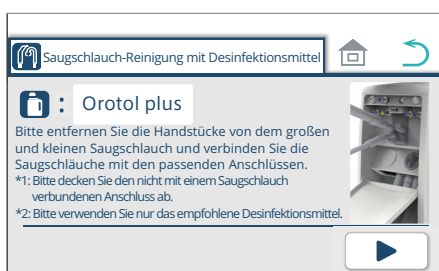 Saugschlauch-Reinigung mit Desinfektionsmittel
: Orotol plus
Bitte entfernen Sie die Handstücke von dem großen
und kleinen Saugschlauch und verbinden Sie die
Saugschläuche mit den passenden Anschlüssen.
*1: Bitte decken Sie den nicht mit einem Saugschlauch
verbundenen Anschluss ab.
*2: Bitte verwenden Sie nur das empfohlene Desinfektionsmittel.